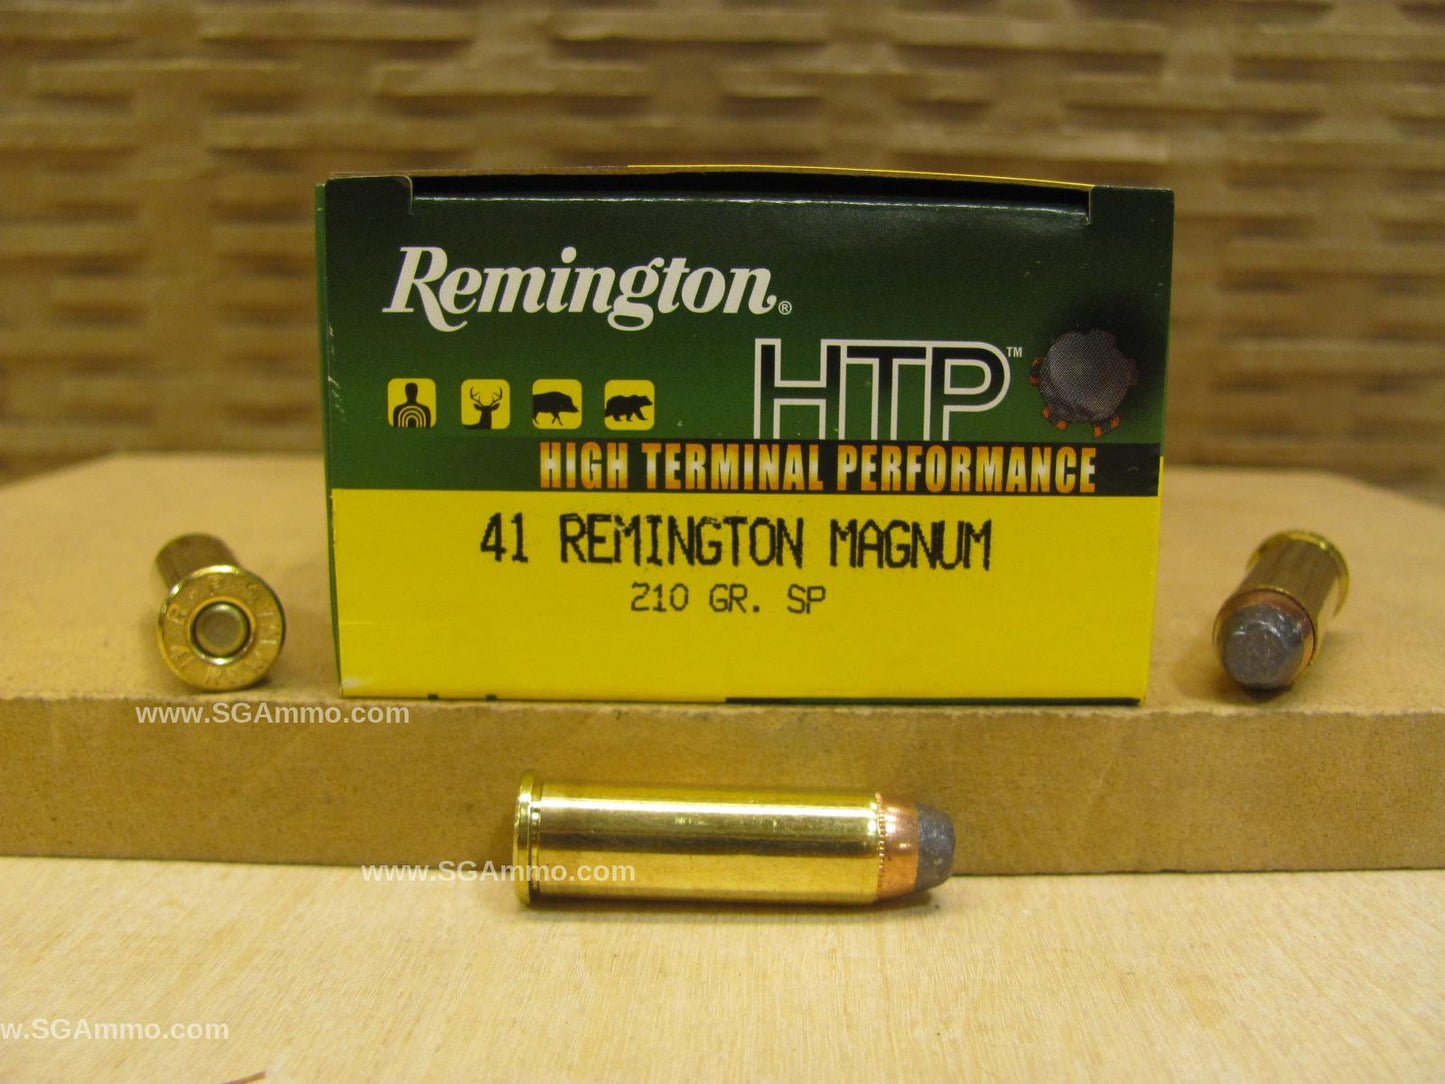 Remington®
HTP™
HIGH TERMINAL PERFORMANCE
41 REMINGTON MAGNUM
210 GR. SP
www.SGAmmo.com
www.SGAmmo.com
w.SGAmmo.com